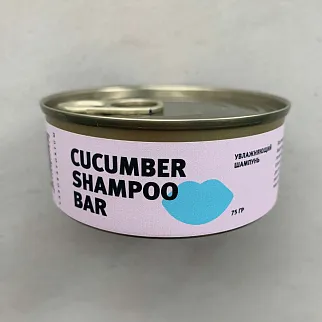 CUCUMBER
SHAMPOO
BAR
УВЛАЖНЯЮЩИЙ
ШАМПУНЬ
75 ГР